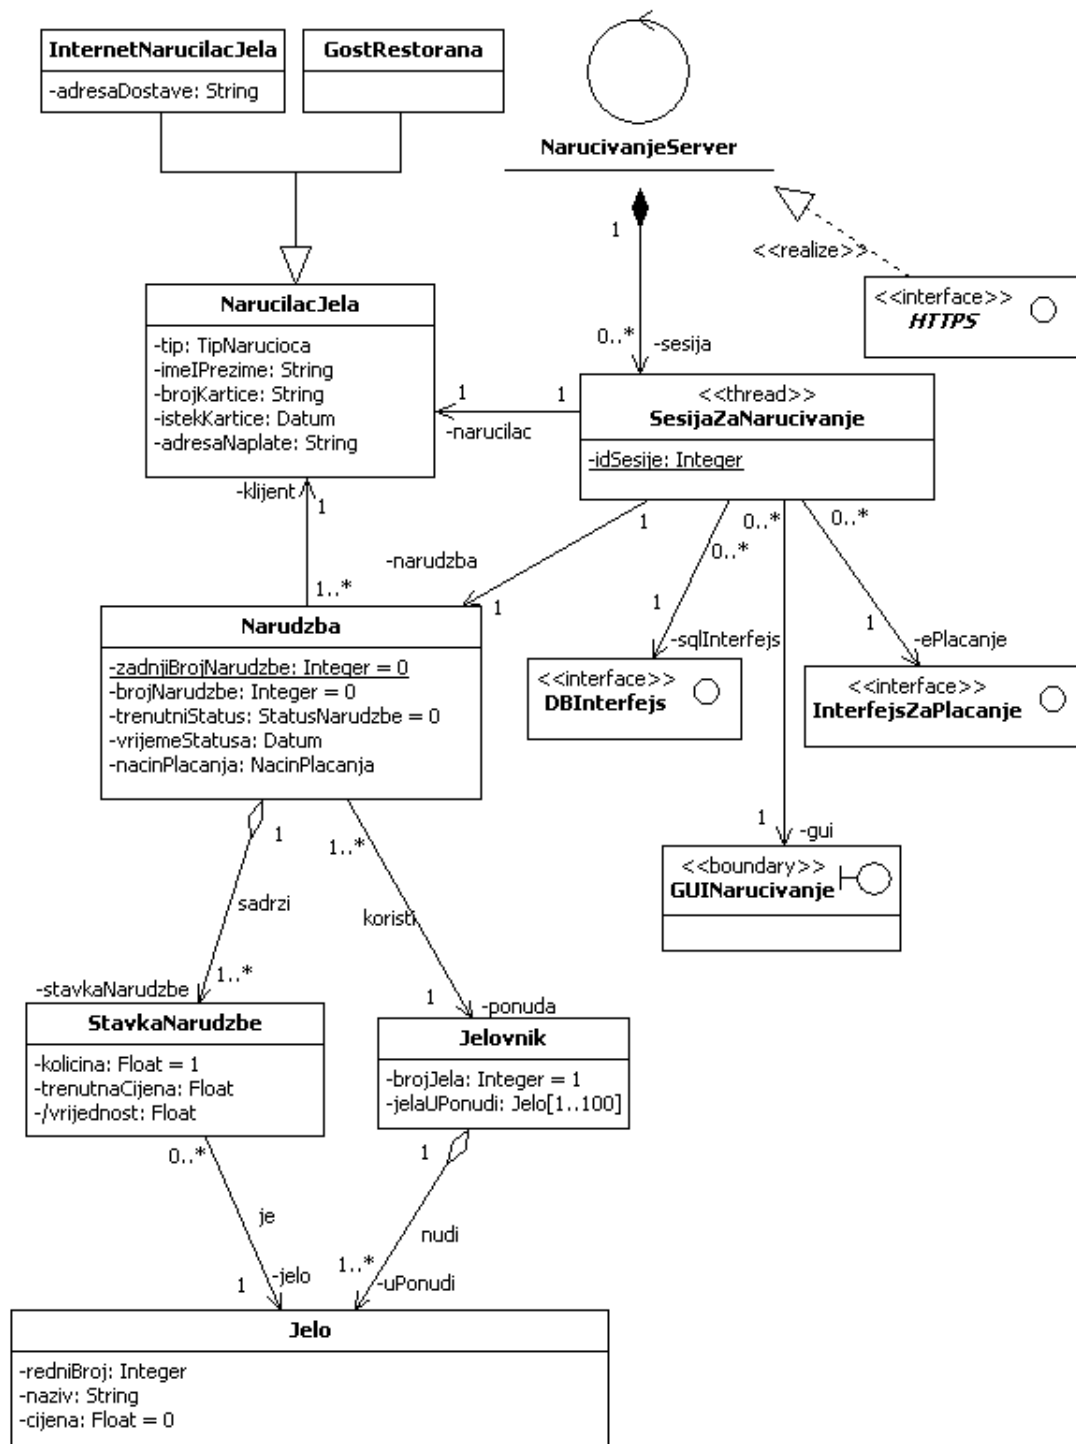 InternetNarucilacJela
-adresaDostave: String
GostRestorana
NarucivanjeServer
1
<<realize>>
<<interface>>
HTTPS
0..*
-sesija
NarucilacJela
-tip: TipNarucioca
-imeIPrezime: String
-brojKartice: String
-istekKartice: Datum
-adresaNaplate: String
1
1
-narucilac
<<thread>>
SesijaZaNarucivanje
-idSesije: Integer
-klijent
1
1
0..*
0..*
0..*
-narudzba
1..*
1
Narudzba
-zadnjiBrojNarudzbe: Integer = 0
-brojNarudzbe: Integer = 0
-trenutniStatus: StatusNarudzbe = 0
-vrijemeStatusa: Datum
-nacinPlacanja: NacinPlacanja
1
-sqlInterfejs
1
-ePlacanje
<<interface>>
DBInterfejs
<<interface>>
InterfejsZaPlacanje
1
-gui
<<boundary>>
GUINarucivanje
1
1..*
sadrzi
koristi
1..*
-stavkaNarudzbe
1
-ponuda
StavkaNarudzbe
-kolicina: Float = 1
-trenutnaCijena: Float
-/vrijednost: Float
Jelovnik
-brojJela: Integer = 1
-jelaUPonudi: Jelo[1..100]
0..*
1
je
nudi
1
-jelo
1..*
-uPonudi
Jelo
-redniBroj: Integer
-naziv: String
-cijena: Float = 0